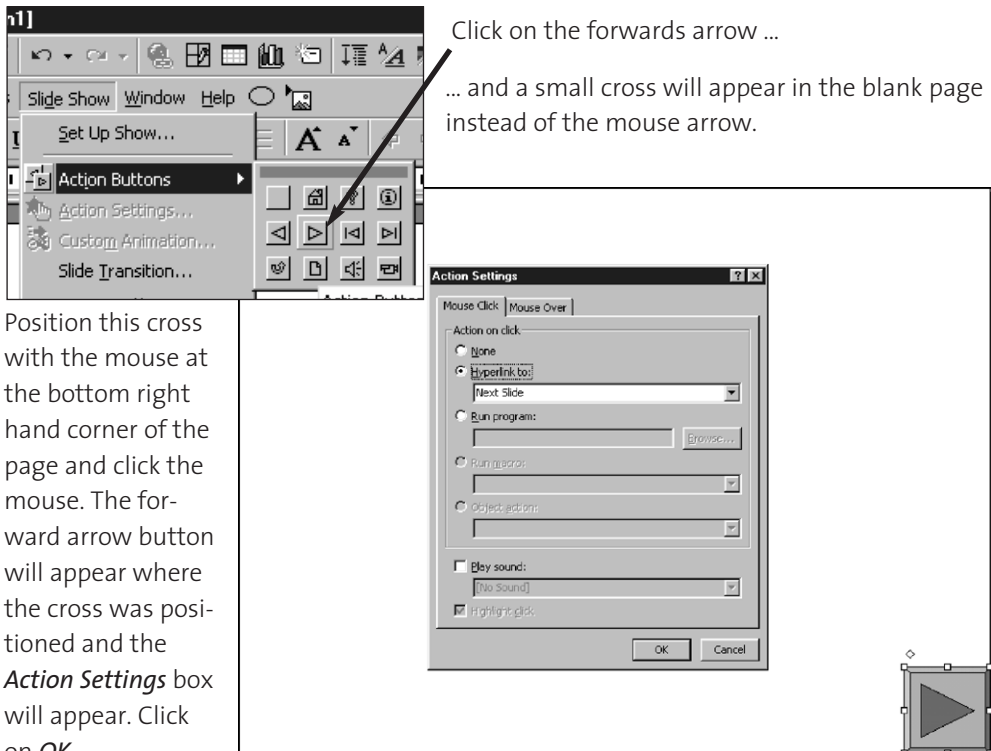 n1]
Click on the forwards arrow ...
... and a small cross will appear in the blank page
instead of the mouse arrow.
Slide Show Window Help
Set Up Show...
Action Buttons
Action Settings...
Custom Animation...
Slide Transition...
Position this cross
with the mouse at
the bottom right
hand corner of the
page and click the
mouse. The for-
ward arrow button
will appear where
the cross was posi-
tioned and the
Action Settings box
will appear. Click
on OK
Action Settings
Mouse Click Mouse Over
Action on click
None
Hyperlink to:
Next Slide
Run program:
Browse...
Run macro:
Object action:
Play sound:
[No Sound]
Highlight click
OK Cancel